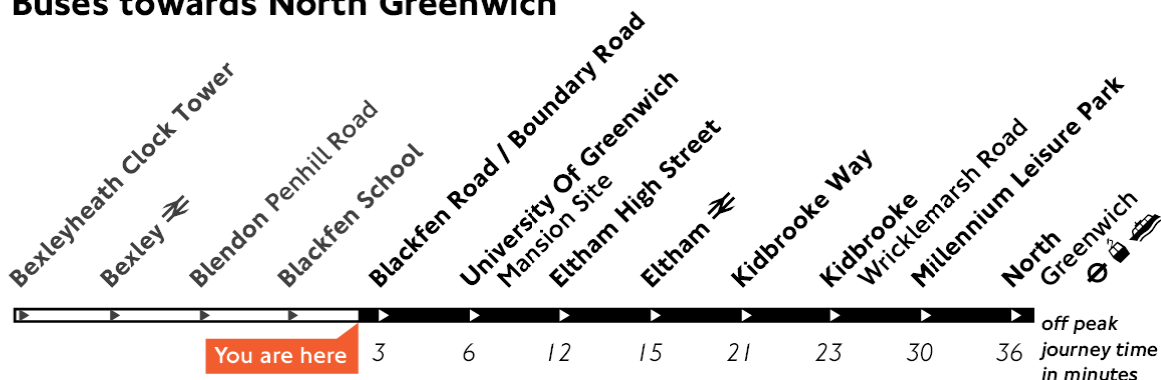 Buses towards North Greenwich
Bexleyheath Clock Tower
Bexley
Blendon Penhill Road
Blackfen School
Blackfen Road / Boundary Road
University Of Greenwich
Mansion Site
Eltham High Street
Eltham
Kidbrooke Way
Kidbrooke
Wricklemarsh Road
Millennium Leisure Park
North
Greenwich
You are here
3 6 12 15 21 23 30 36
off peak
journey time
in minutes